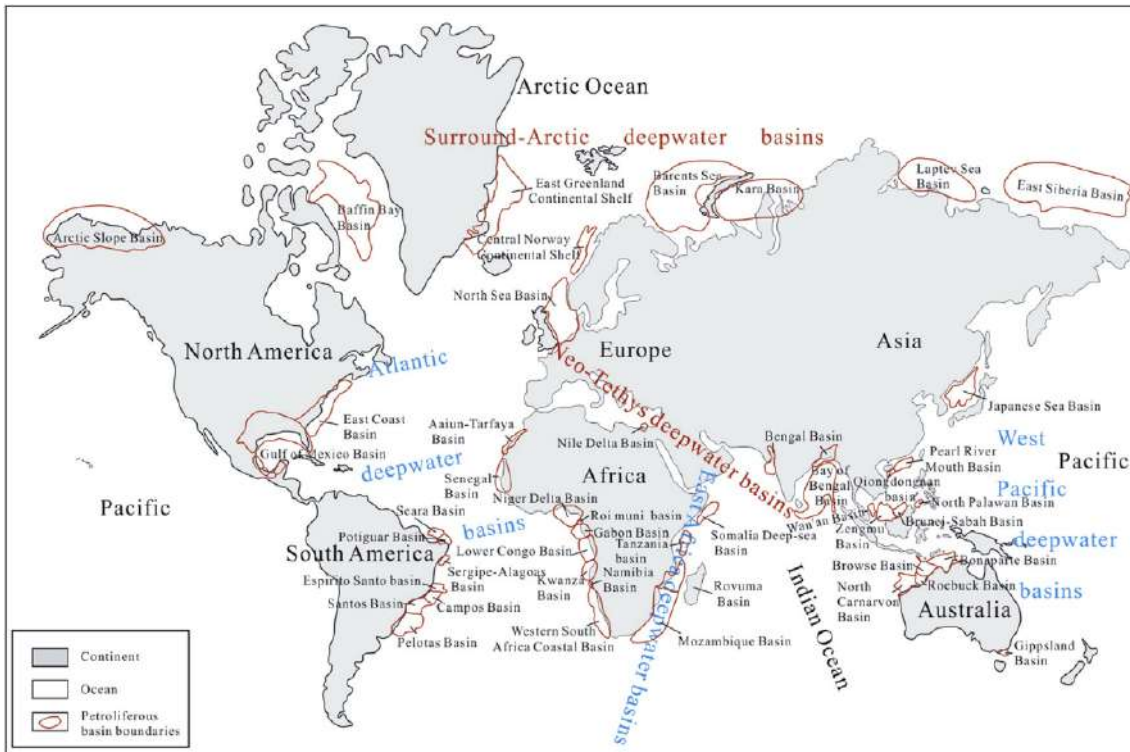 Arctic Ocean
Surround-Arctic deepwater basins
Arctic Slope Basin
Baffin Bay
Basin
East Greenland
Continental Shelf
Barents Sea
Basin
Kara Basin
Laptev Sea
Basin
East Siberia Basin
Central Norway
Continental Shelf
North Sea Basin
North America
Europe
Asia
Atlantic
deepwater
basins
Neo-Tethys deepwater basins
East Coast
Basin
Gulf of Mexico Basin
Aaiun-Tarfaya
Basin
Nile Delta Basin
Africa
Senegal
Basin
Niger Delta Basin
Bengal Basin
Bay of
Bengal
Basin
Japanese Sea Basin
West
Pacific
deepwater
basins
Pearl River
Mouth Basin
Qiongdongnan
basin
North Palawan Basin
Wan'an Basin
Zengmu
Basin
Brunei-Sabah Basin
Pacific
Pacific
Seara Basin
Potiguar Basin
South America
Sergipe-Alagoas
Basin
Espirito Santo basin
Santos Basin
Campos Basin
Pelotas Basin
Roi muni basin
Gabon Basin
Lower Congo Basin
Kwanza
Basin
Namibia
Basin
Western South
Africa Coastal Basin
Tanzania
basin
East African deepwater basins
Somalia Deep-sea
Basin
Rovuma
Basin
Mozambique Basin
Indian Ocean
Browse Basin
Bonaparte Basin
Roebuck Basin
North
Carnarvon
Basin
Australia
Gippsland
Basin
Continent
Ocean
Petroliferous
basin boundaries